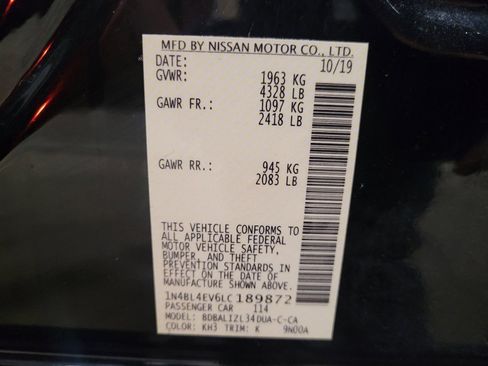 MFD BY NISSAN MOTOR CO., LTD.
DATE: 10/19
GVWR: 1963 KG
4328 LB
GAWR FR.: 1097 KG
2418 LB
GAWR RR.: 945 KG
2083 LB
THIS VEHICLE CONFORMS TO
ALL APPLICABLE FEDERAL
MOTOR VEHICLE SAFETY,
BUMPER, AND THEFT
PREVENTION STANDARDS IN
EFFECT ON THE DATE OF
MANUFACTURE SHOWN ABOVE.
1N4BL4EV6LC189872
PASSENGER CAR 114
MODEL: BDBALIZL34DUA-C-CA
COLOR: KH3 TRIM: K 9N00A